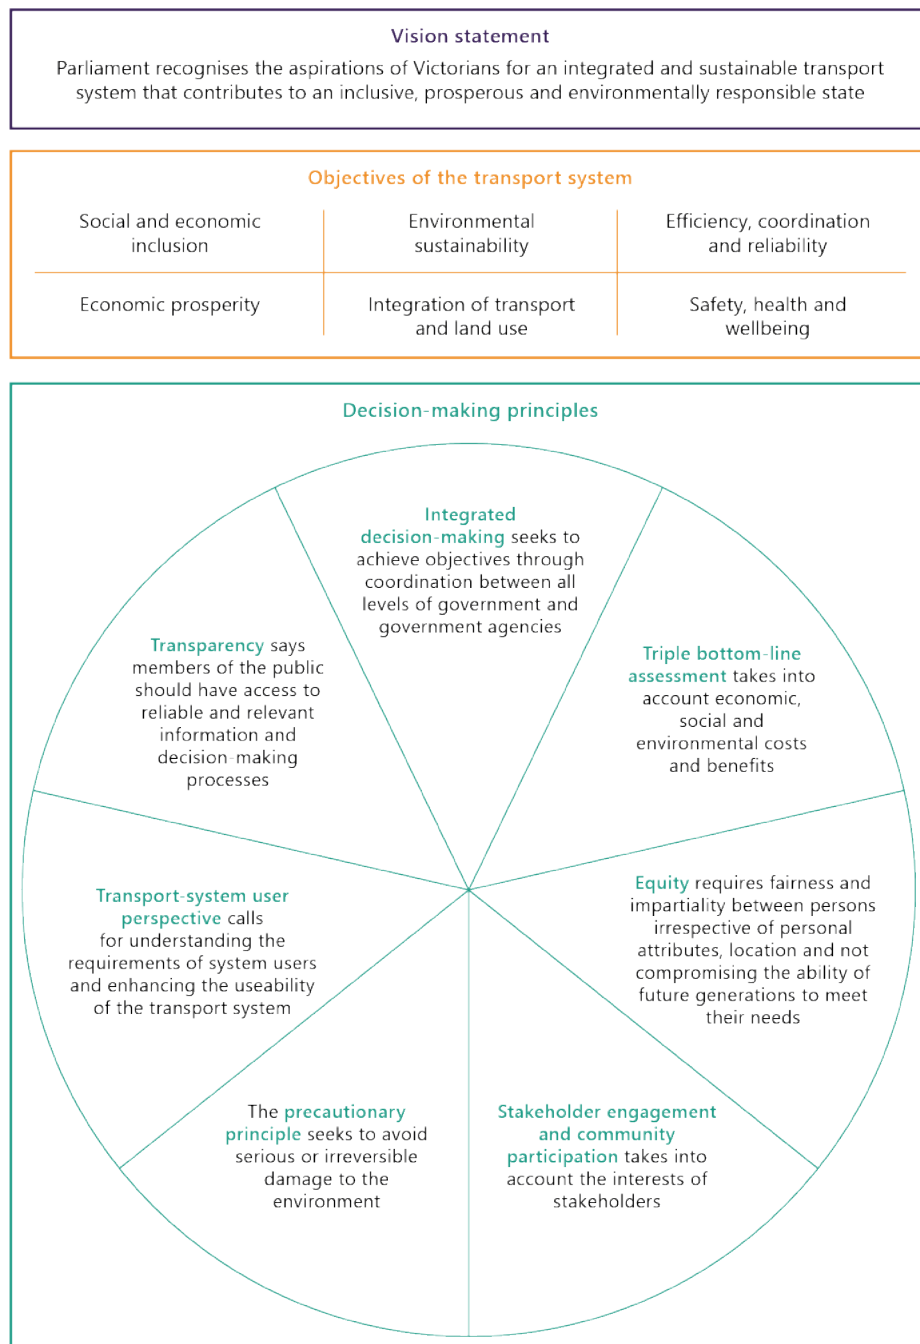 Vision statement
Parliament recognises the aspirations of Victorians for an integrated and sustainable transport
system that contributes to an inclusive, prosperous and environmentally responsible state
Objectives of the transport system
Social and economic
inclusion
Environmental
sustainability
Efficiency, coordination
and reliability
Economic prosperity
Integration of transport
and land use
Safety, health and
wellbeing
Decision-making principles
Integrated
decision-making seeks to
achieve objectives through
coordination between all
levels of government and
government agencies
Triple bottom-line
assessment takes into
account economic,
social and
environmental costs
and benefits
Equity requires fairness and
impartiality between persons
irrespective of personal
attributes, location and not
compromising the ability of
future generations to meet
their needs
Stakeholder engagement
and community
participation takes into
account the interests of
stakeholders
The precautionary
principle seeks to avoid
serious or irreversible
damage to the
environment
Transport-system user
perspective calls
for understanding the
requirements of system users
and enhancing the useability
of the transport system
Transparency says
members of the public
should have access to
reliable and relevant
information and
decision-making
processes